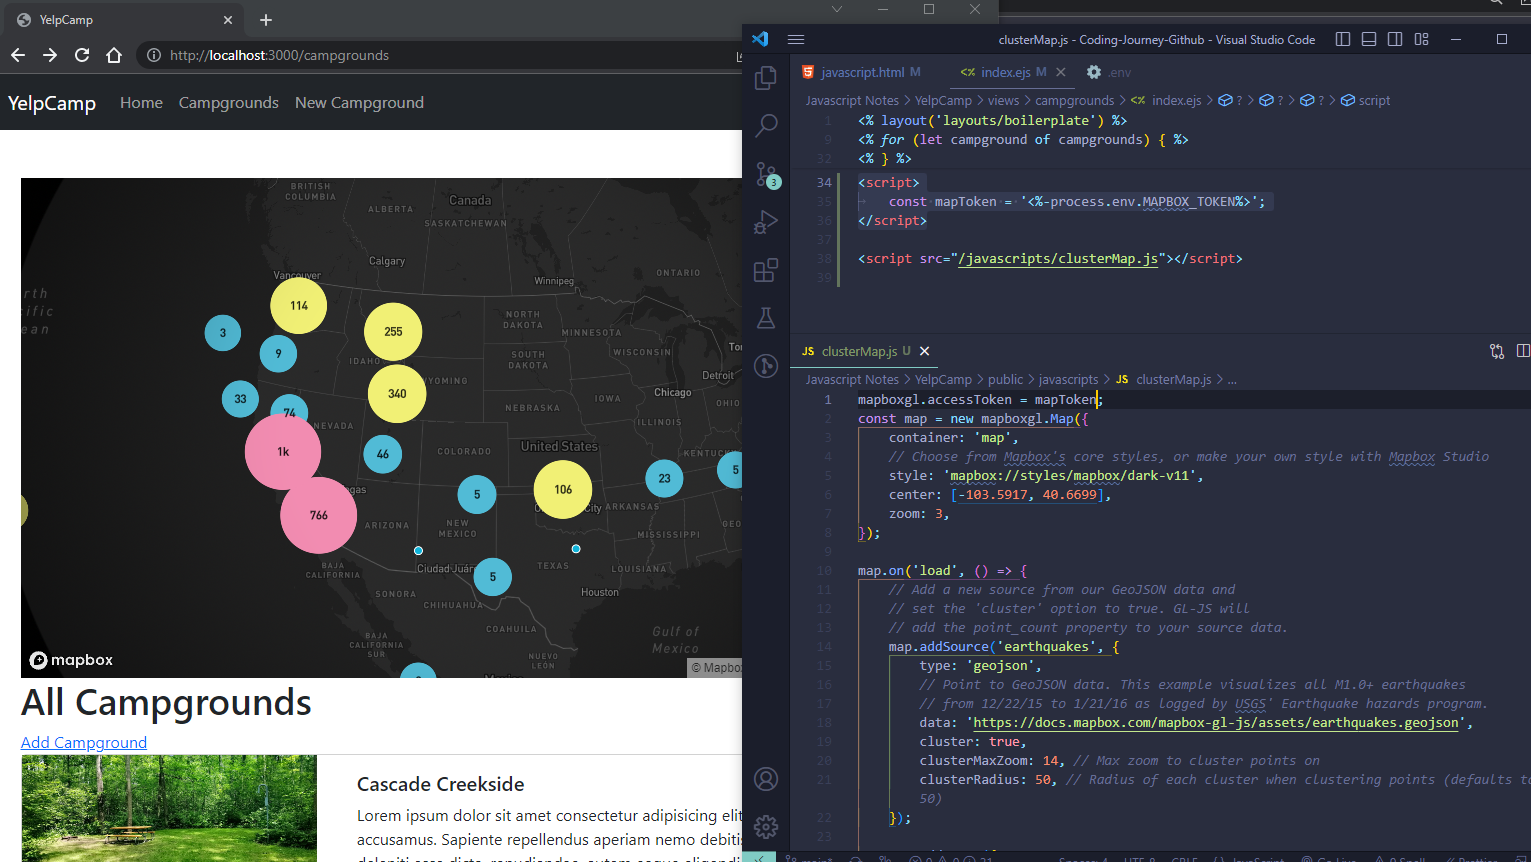 YelpCamp
http://localhost:3000/campgrounds
YelpCamp Home Campgrounds New Campground
BRITISH
COLUMBIA
ALBERTA
Canada
SASKATCHEWAN
Calgary
Winnipeg
ONTARIO
Vancouver
114
3
255
NORTH
DAKOTA
MINNESOTA
9
SOUTH
DAKOTA
WISCONSIN
IDAHO
WYOMING
340
Detroit
Chicago
33
74
NEBRASKA
IOWA
NEVADA
ILLINOIS
1k
46
COLORADO
United States
KENTUCK
5
23
5
106
City
ARKANSAS
766
ARIZONA
NEW
MEXICO
MISSISSIPPI
BAJA
CALIFORNIA
Ciudad Juár
5
TEXAS
LOUISIANA
SONORA
CHIHUAHUA
Houston
COAHUILA
Gulf of
Mexico
BAJA
CALIFORNIA
SUR
NUEVO
LEÓN
mapbox
© Mapbox
All Campgrounds
Add Campground
Cascade Creekside
Lorem ipsum dolor sit amet consectetur adipisicing elit
accusamus. Sapiente repellendus aperiam nemo debitis
clusterMap.js - Coding-Journey-Github - Visual Studio Code
javascript.html M
<% index.ejs M
.env
Javascript Notes > YelpCamp > views > campgrounds > <% index.ejs > ? > ? > ? > script
1 <% layout('layouts/boilerplate') %>
9 <% for (let campground of campgrounds) { %>
32 <% } %>
34 <script>
35 const mapToken = '<%-process.env.MAPBOX_TOKEN%>';
36 </script>
37
38 <script src="/javascripts/clusterMap.js"></script>
39
3
JS clusterMap.js U
Javascript Notes > YelpCamp > public > javascripts > JS clusterMap.js > ...
1 mapboxgl.accessToken = mapToken;
2 const map = new mapboxgl.Map({
3 container: 'map',
4 // Choose from Mapbox's core styles, or make your own style with Mapbox Studio
5 style: 'mapbox://styles/mapbox/dark-v11',
6 center: [-103.5917, 40.6699],
7 zoom: 3,
8 });
9
10 map.on('load', () => {
11 // Add a new source from our GeoJSON data and
12 // set the 'cluster' option to true. GL-JS will
13 // add the point_count property to your source data.
14 map.addSource('earthquakes', {
15 type: 'geojson',
16 // Point to GeoJSON data. This example visualizes all M1.0+ earthquakes
17 // from 12/22/15 to 1/21/16 as logged by USGS' Earthquake hazards program.
18 data: 'https://docs.mapbox.com/mapbox-gl-js/assets/earthquakes.geojson',
19 cluster: true,
20 clusterMaxZoom: 14, // Max zoom to cluster points on
21 clusterRadius: 50, // Radius of each cluster when clustering points (defaults to
50)
22 });
23